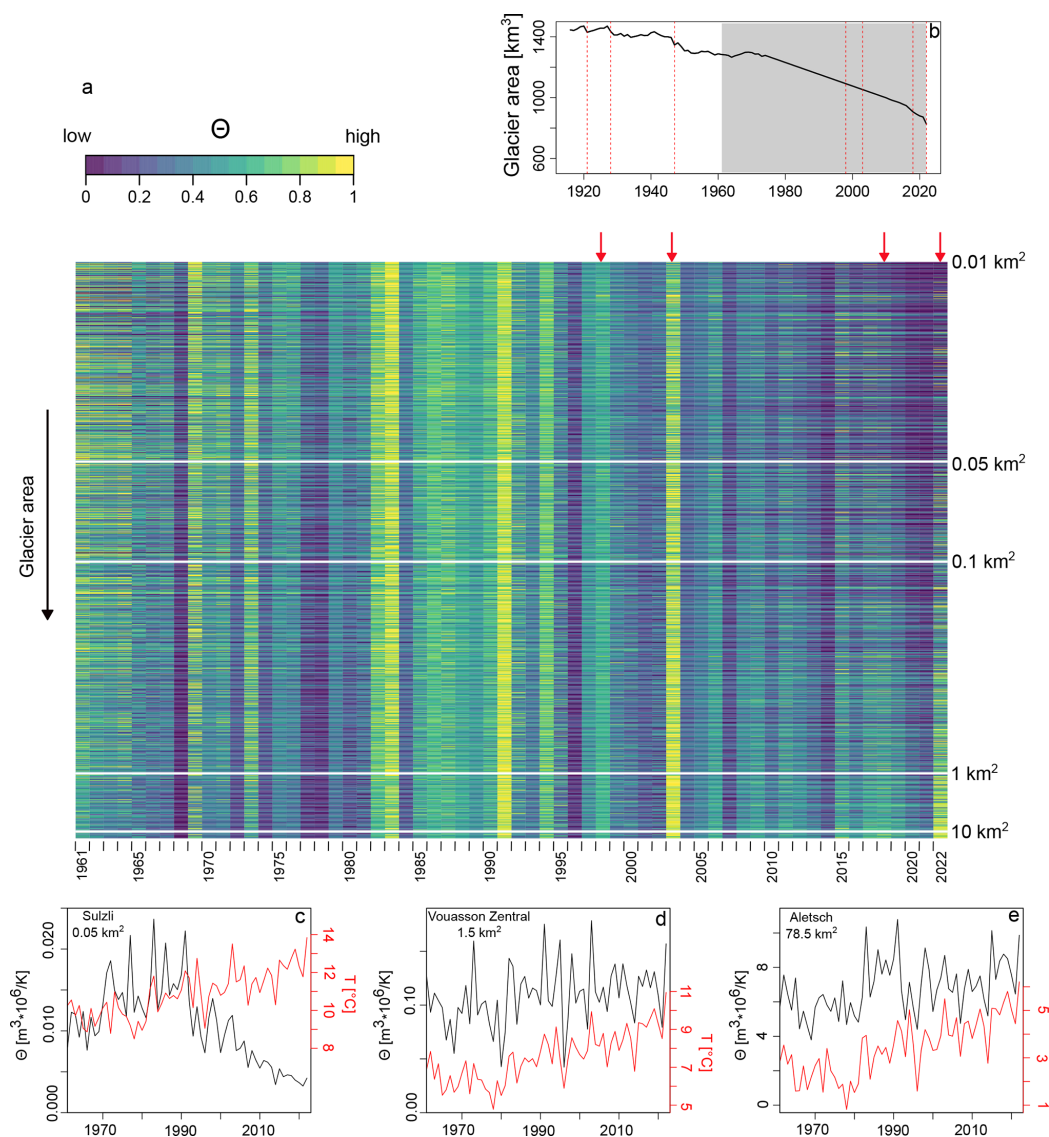 b
Glacier area [km³]
1400
1000
600
1920 1940 1960 1980 2000 2020
a
Θ
low high
0 0.2 0.4 0.6 0.8 1
0.01 km²
0.05 km²
0.1 km²
1 km²
10 km²
Glacier area
1961 1965 1970 1975 1980 1985 1990 1995 2000 2005 2010 2015 2020 2022
Sulzli
0.05 km²
c
Θ [m³*10⁶/K]
0.020
0.010
0.000
14
12
10
8
T [°C]
1970 1990 2010
Vouasson Zentral
1.5 km²
d
Θ [m³*10⁶/K]
0.10
0.00
11
9
7
5
T [°C]
1970 1990 2010
Aletsch
78.5 km²
e
Θ [m³*10⁶/K]
8
4
0
5
3
1
T [°C]
1970 1990 2010